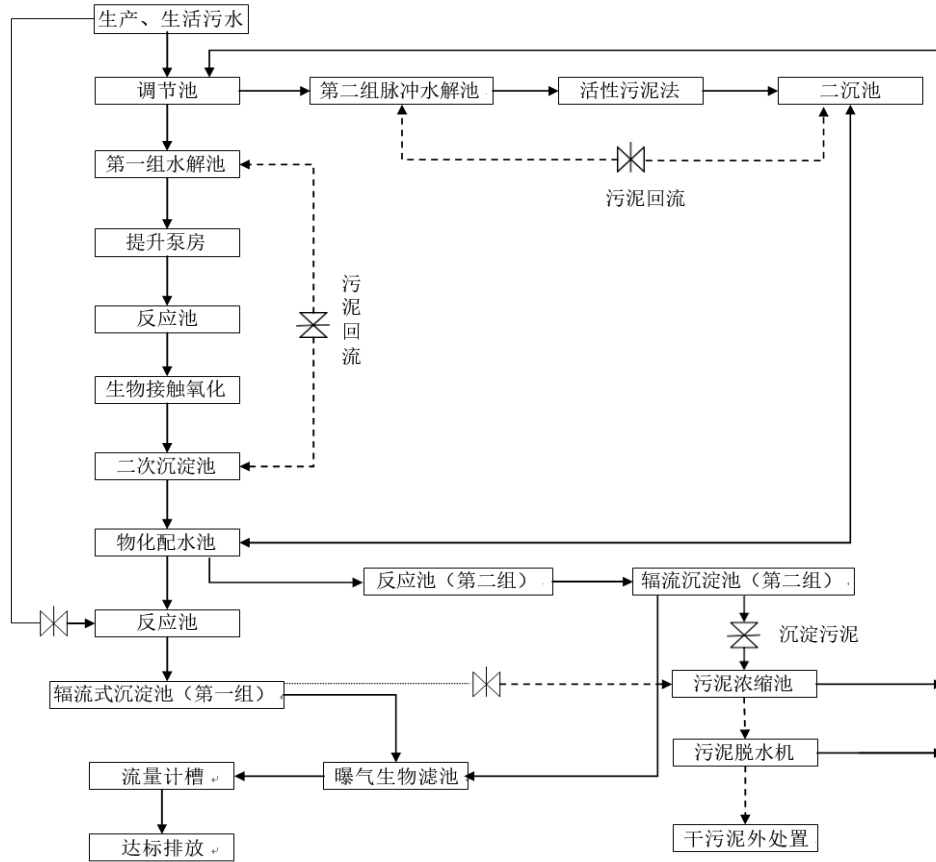 生产、生活污水
调节池
第二组脉冲水解池
活性污泥法
二沉池
第一组水解池
污泥回流
提升泵房
污
泥
回
流
反应池
生物接触氧化
二次沉淀池
物化配水池
反应池（第二组）
辐流沉淀池（第二组）
反应池
沉淀污泥
辐流式沉淀池（第一组）
污泥浓缩池
污泥脱水机
流量计槽
曝气生物滤池
达标排放
干污泥外处置